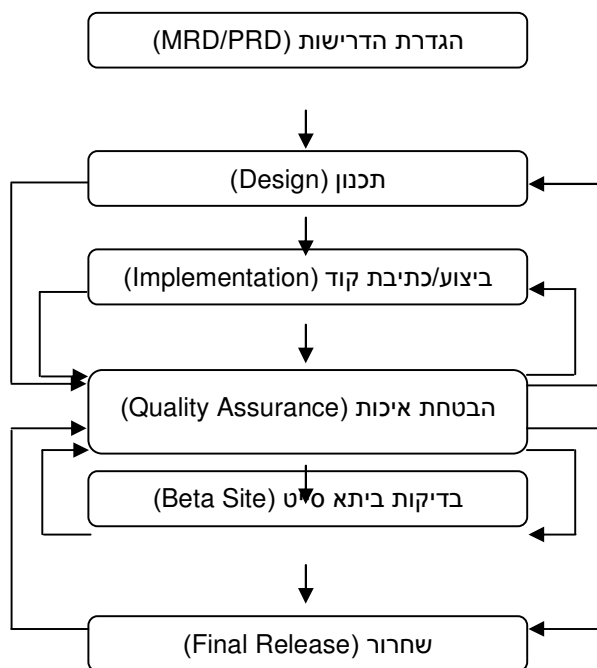 הגדרת הדרישות (MRD/PRD)
תכנון (Design)
ביצוע/כתיבת קוד (Implementation)
הבטחת איכות (Quality Assurance)
בדיקות ביתא סייט (Beta Site)
שחרור (Final Release)